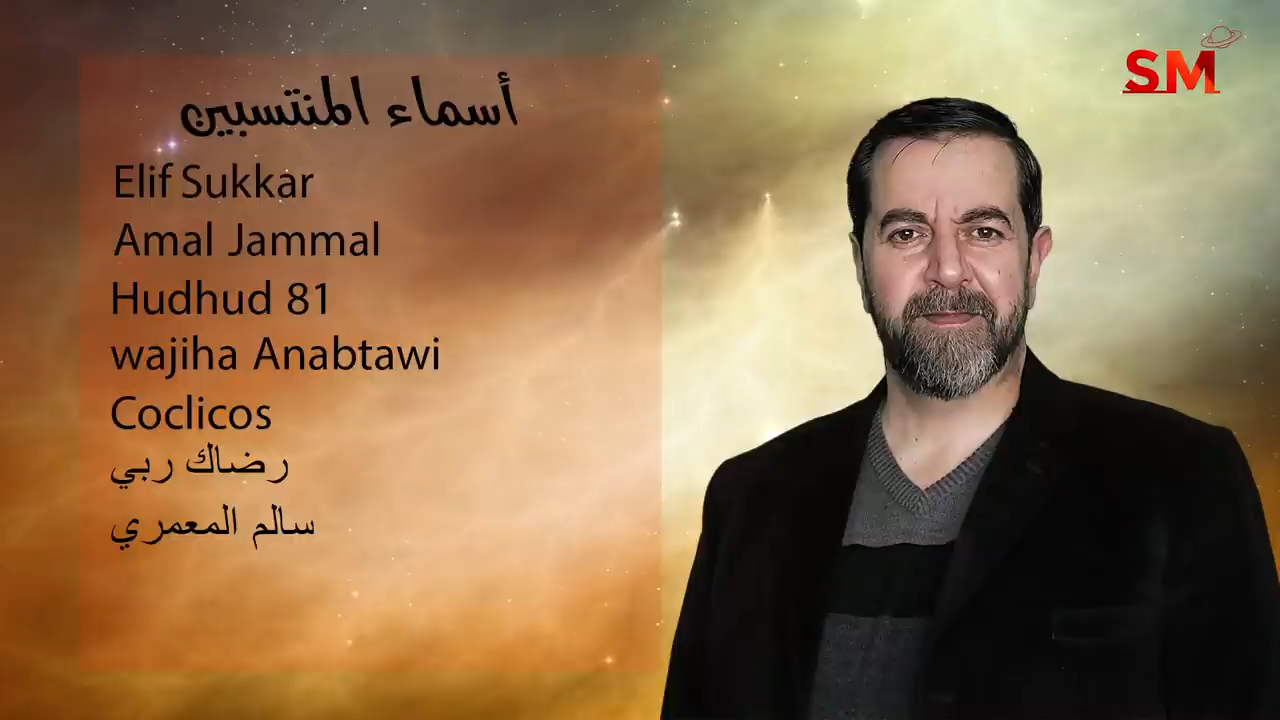 SM
أسماء المنتسبين
Elif Sukkar
Amal Jammal
Hudhud 81
wajiha Anabtawi
Coclicos
رضاك ربي
سالم المعمري